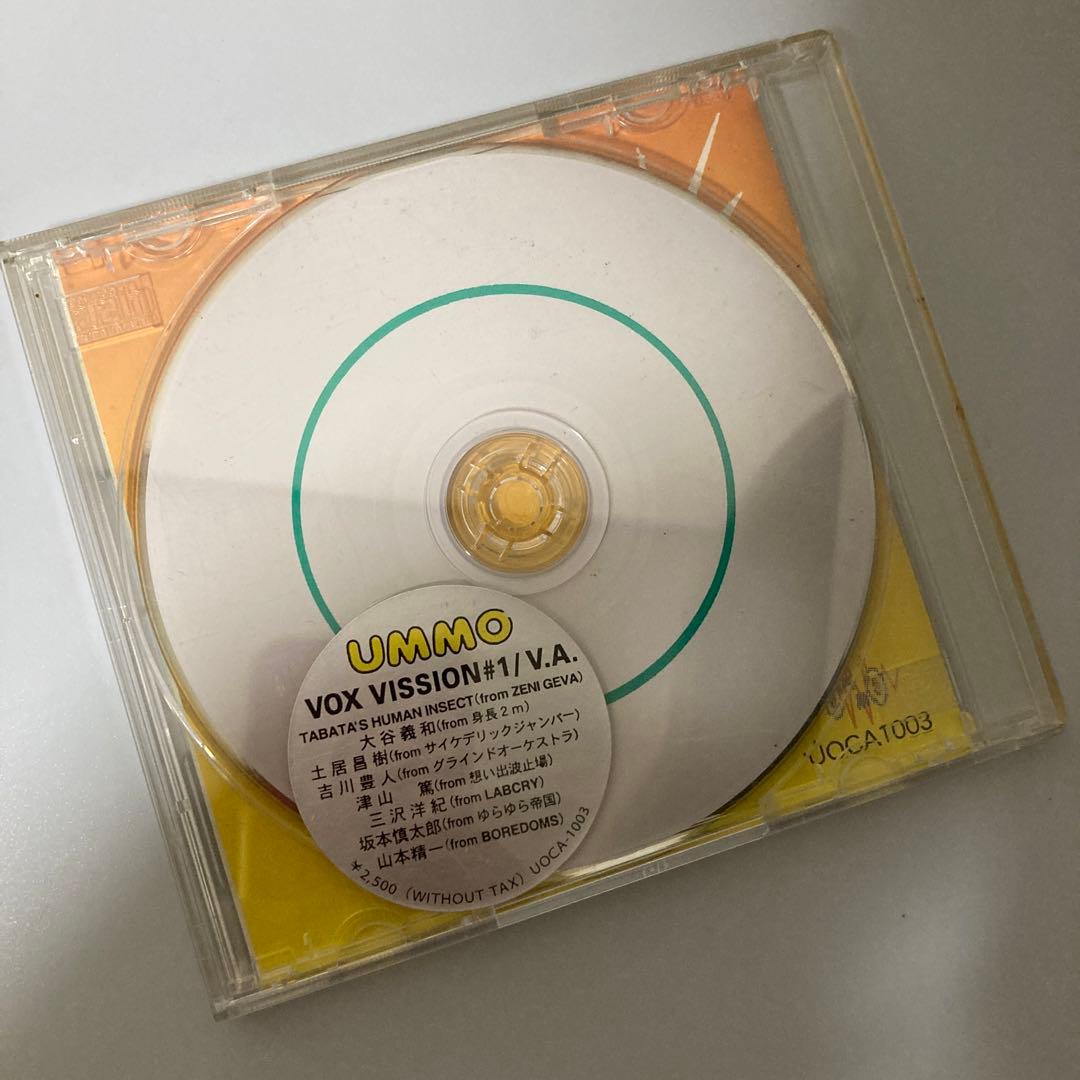 UMMO
VOX VISSION#1/V.A.
TABATA'S HUMAN INSECT(from ZENI GEVA)
大谷義和(from 身長2m)
土居昌樹(from サイケデリックジャンバー)
吉川豊人(from グラインドオーケストラ)
津山 篤(from 想い出波止場)
三沢洋紀(from LABCRY)
坂本慎太郎(from ゆらゆら帝国)
山本精一(from BOREDOMS)
¥2,500 (WITHOUT TAX) UOCA-1003
UOCA1003